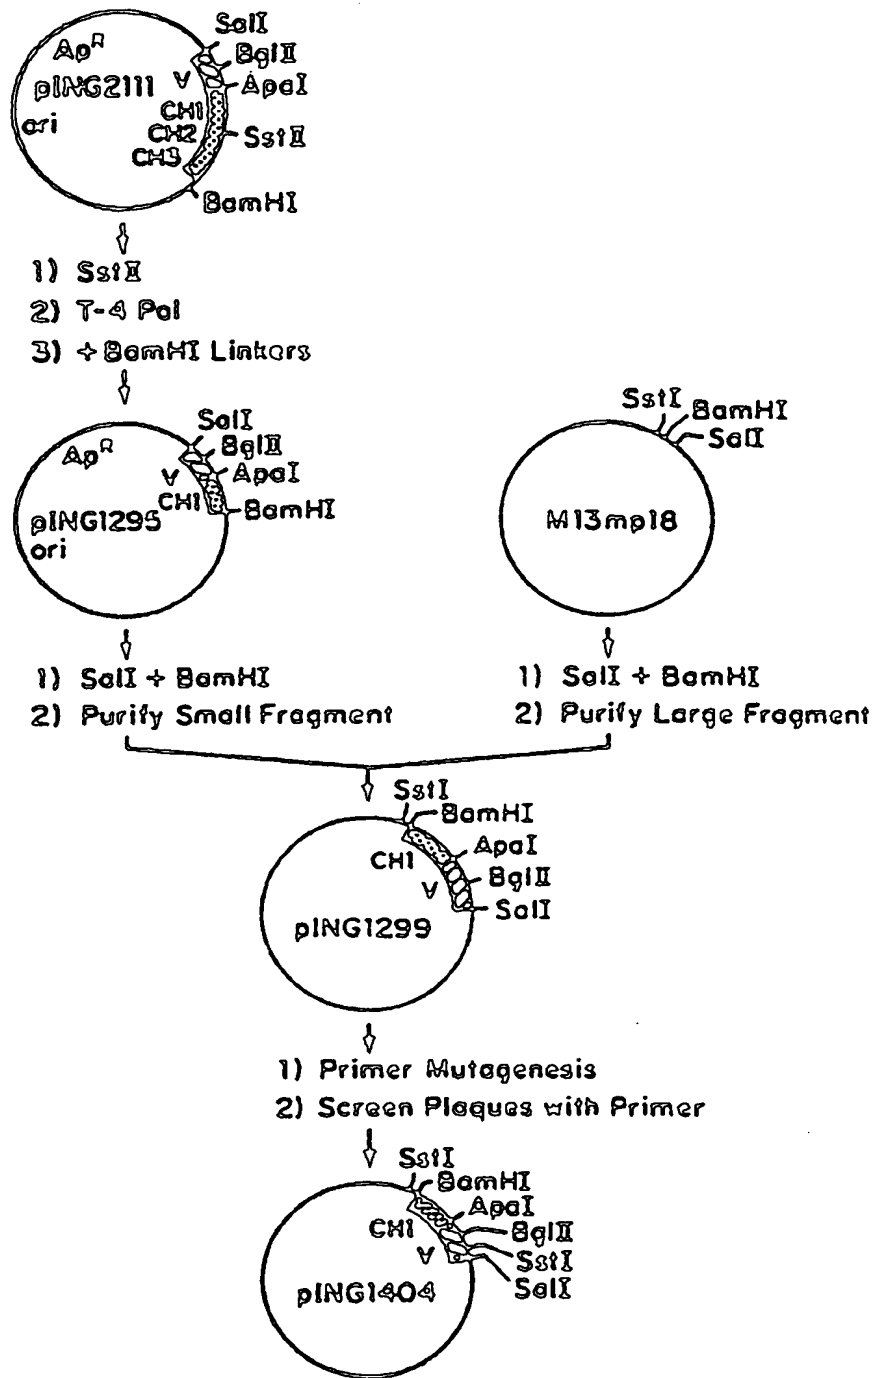 SalI
Ap^R
BglII
V
ApaI
pING2111
CH1
ori
CH2
SstII
CH3
BamHI
1) SstII
2) T-4 Pol
3) + BamHI Linkers
SalI
Ap^R
BglII
V
ApaI
CH1
BamHI
pING1295
ori
SstI
BamHI
SalI
M13mp18
1) SalI + BamHI
2) Purify Small Fragment
1) SalI + BamHI
2) Purify Large Fragment
SstI
BamHI
ApaI
CH1
BglII
V
SalI
pING1299
1) Primer Mutagenesis
2) Screen Plaques with Primer
SstI
BamHI
ApaI
CH1
BglII
V
SstI
SalI
pING1404